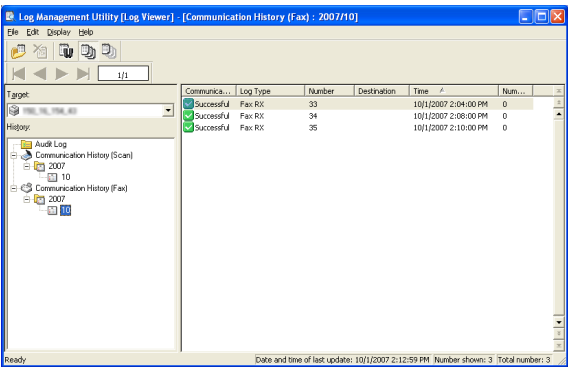 Log Management Utility [Log Viewer] - [Communication History (Fax) : 2007/10]
File Edit Display Help
1/1
Target:
History:
Audit Log
Communication History (Scan)
2007
10
Communication History (Fax)
2007
10
Communica... Log Type Number Destination Time Num...
Successful Fax RX 33 10/1/2007 2:04:00 PM 0
Successful Fax RX 34 10/1/2007 2:08:00 PM 0
Successful Fax RX 35 10/1/2007 2:10:00 PM 0
Ready Date and time of last update: 10/1/2007 2:12:59 PM Number shown: 3 Total number: 3